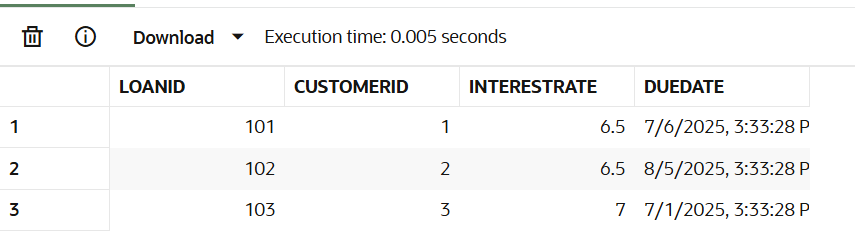 Download Execution time: 0.005 seconds
LOANID CUSTOMERID INTERESTRATE DUEDATE
1 101 1 6.5 7/6/2025, 3:33:28 P
2 102 2 6.5 8/5/2025, 3:33:28 P
3 103 3 7 7/1/2025, 3:33:28 P